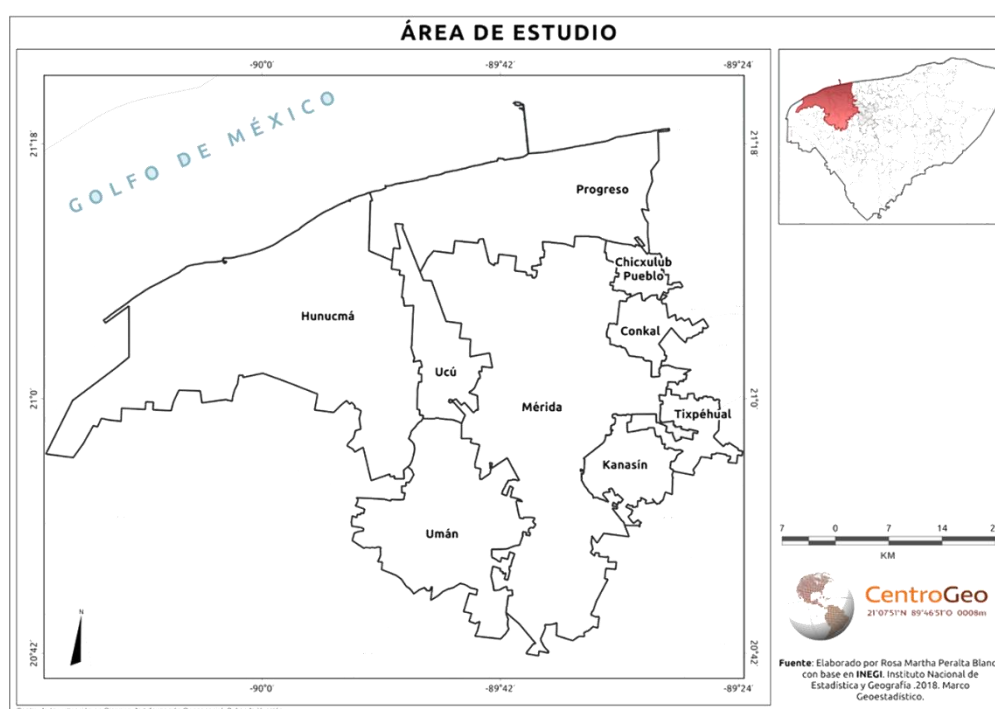 ÁREA DE ESTUDIO
-90°0'
-89°42'
-89°24'
21°18'
21°18'
GOLFO DE MÉXICO
Progreso
Chicxulub
Pueblo
Hunucmá
Conkal
Ucú
21°0'
21°0'
Mérida
Tixpéhual
Kanasín
Umán
N
20°42'
20°42'
-90°0'
-89°42'
-89°24'
7 0 7 14
KM
CentroGeo
21°07'51"N 89°46'51"O 0008m
Fuente: Elaborado por Rosa Martha Peralta Blanc
con base en INEGI. Instituto Nacional de
Estadística y Geografía .2018. Marco
Geoestadístico.